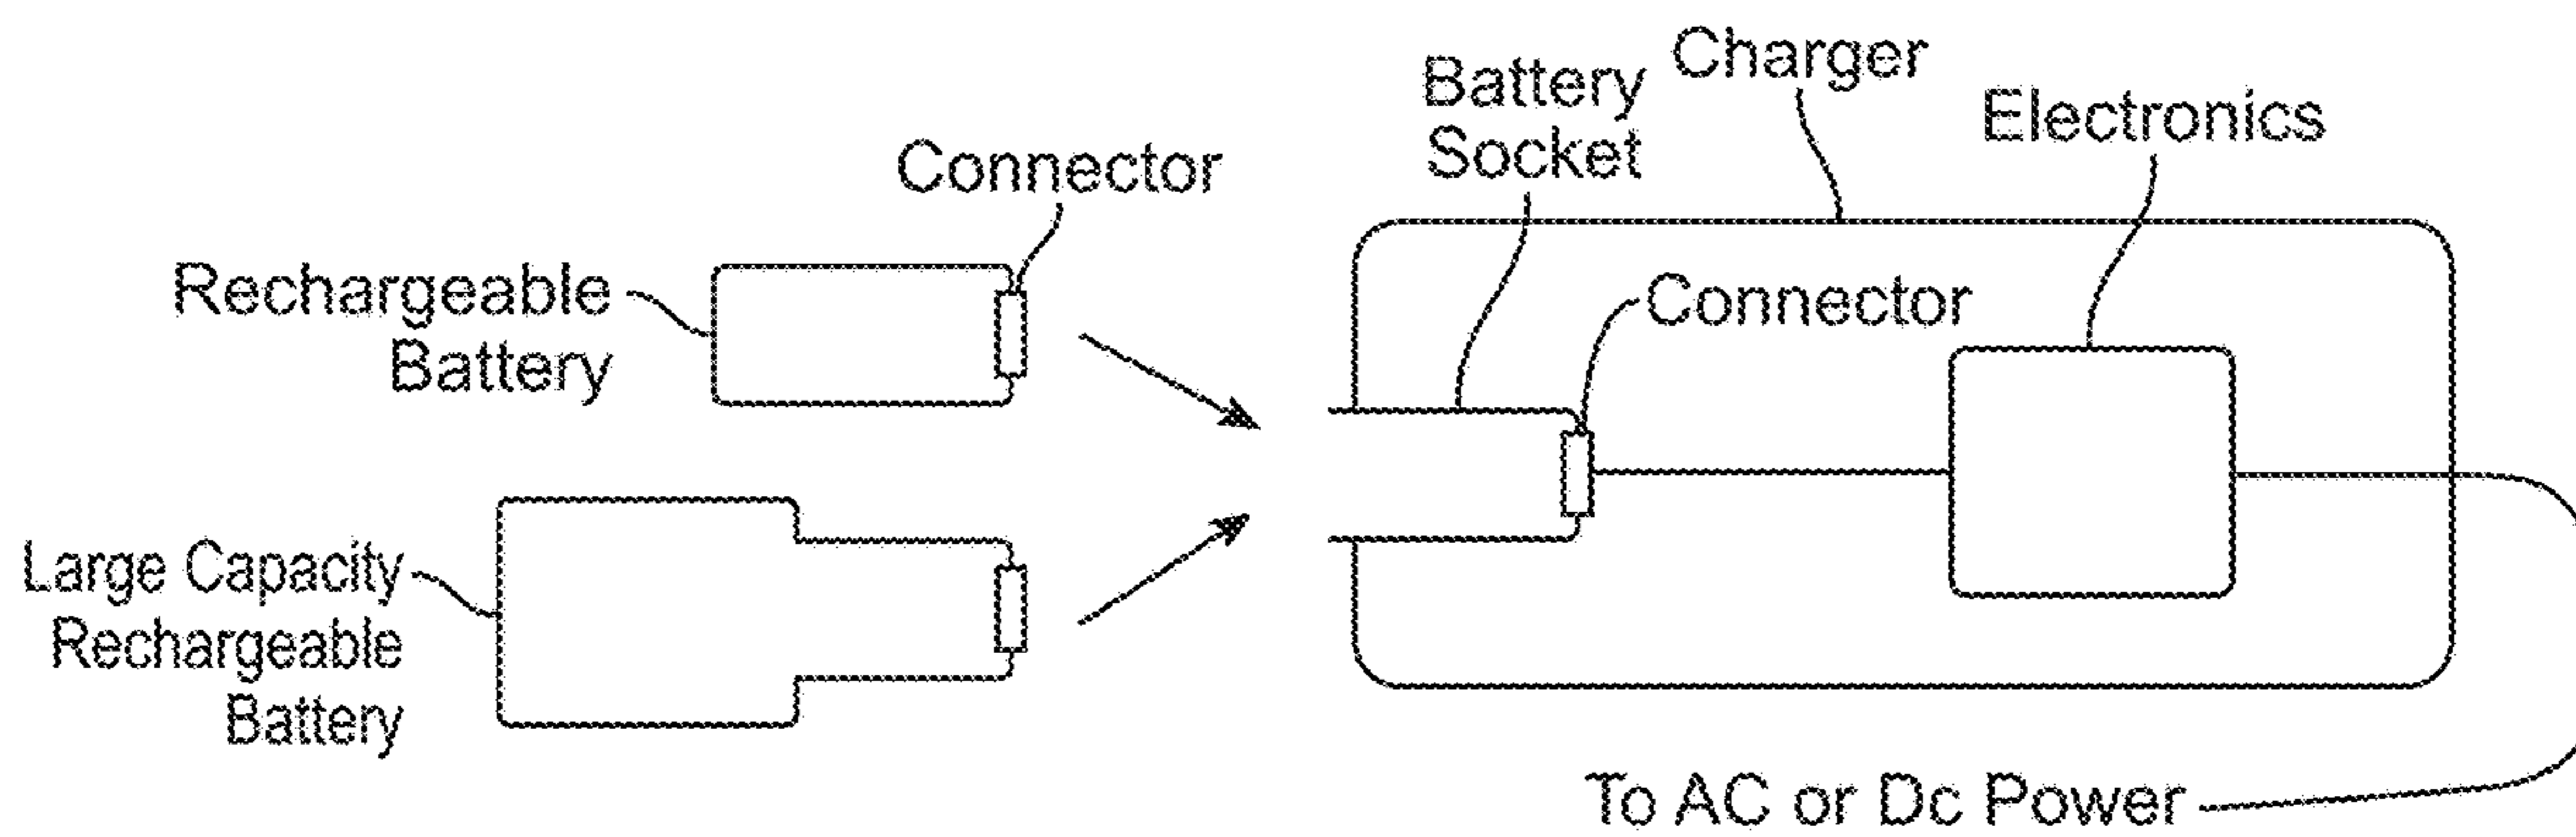 Battery
Socket
Charger
Electronics
Connector
Rechargeable
Battery
Connector
Large Capacity
Rechargeable
Battery
To AC or Dc Power